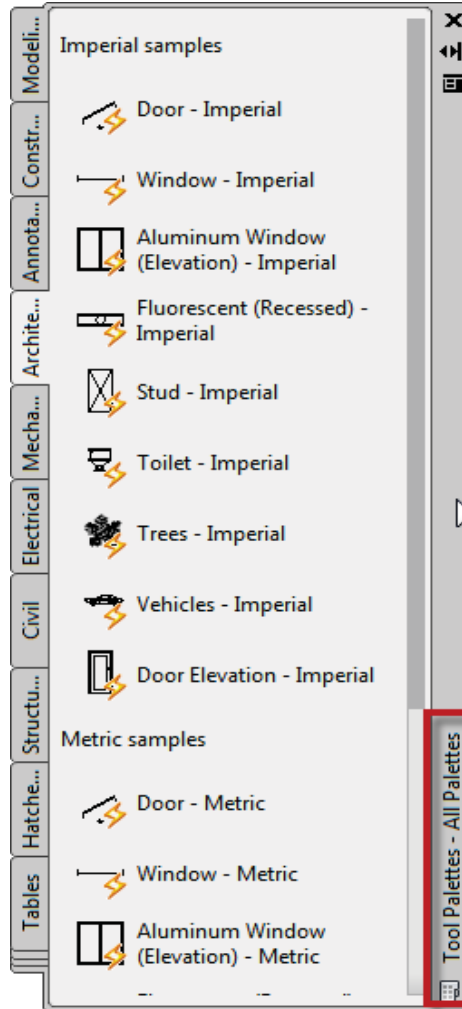 Modeli...
Constr...
Annota...
Archite...
Mecha...
Electrical
Civil
Structu...
Hatche...
Tables
Imperial samples
Door - Imperial
Window - Imperial
Aluminum Window
(Elevation) - Imperial
Fluorescent (Recessed) -
Imperial
Stud - Imperial
Toilet - Imperial
Trees - Imperial
Vehicles - Imperial
Door Elevation - Imperial
Metric samples
Door - Metric
Window - Metric
Aluminum Window
(Elevation) - Metric
Tool Palettes - All Palettes